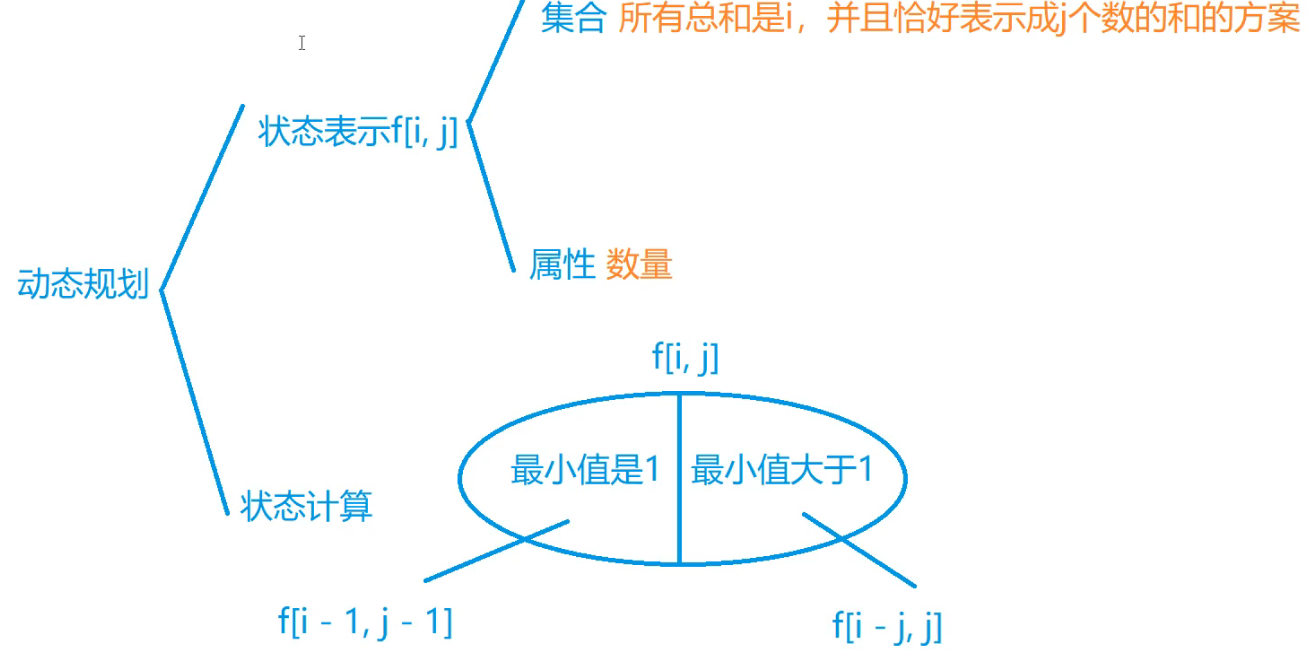 集合 所有总和是i，并且恰好表示成j个数的和的方案
状态表示f[i, j]
属性 数量
动态规划
f[i, j]
最小值是1 最小值大于1
状态计算
f[i - 1, j - 1]
f[i - j, j]